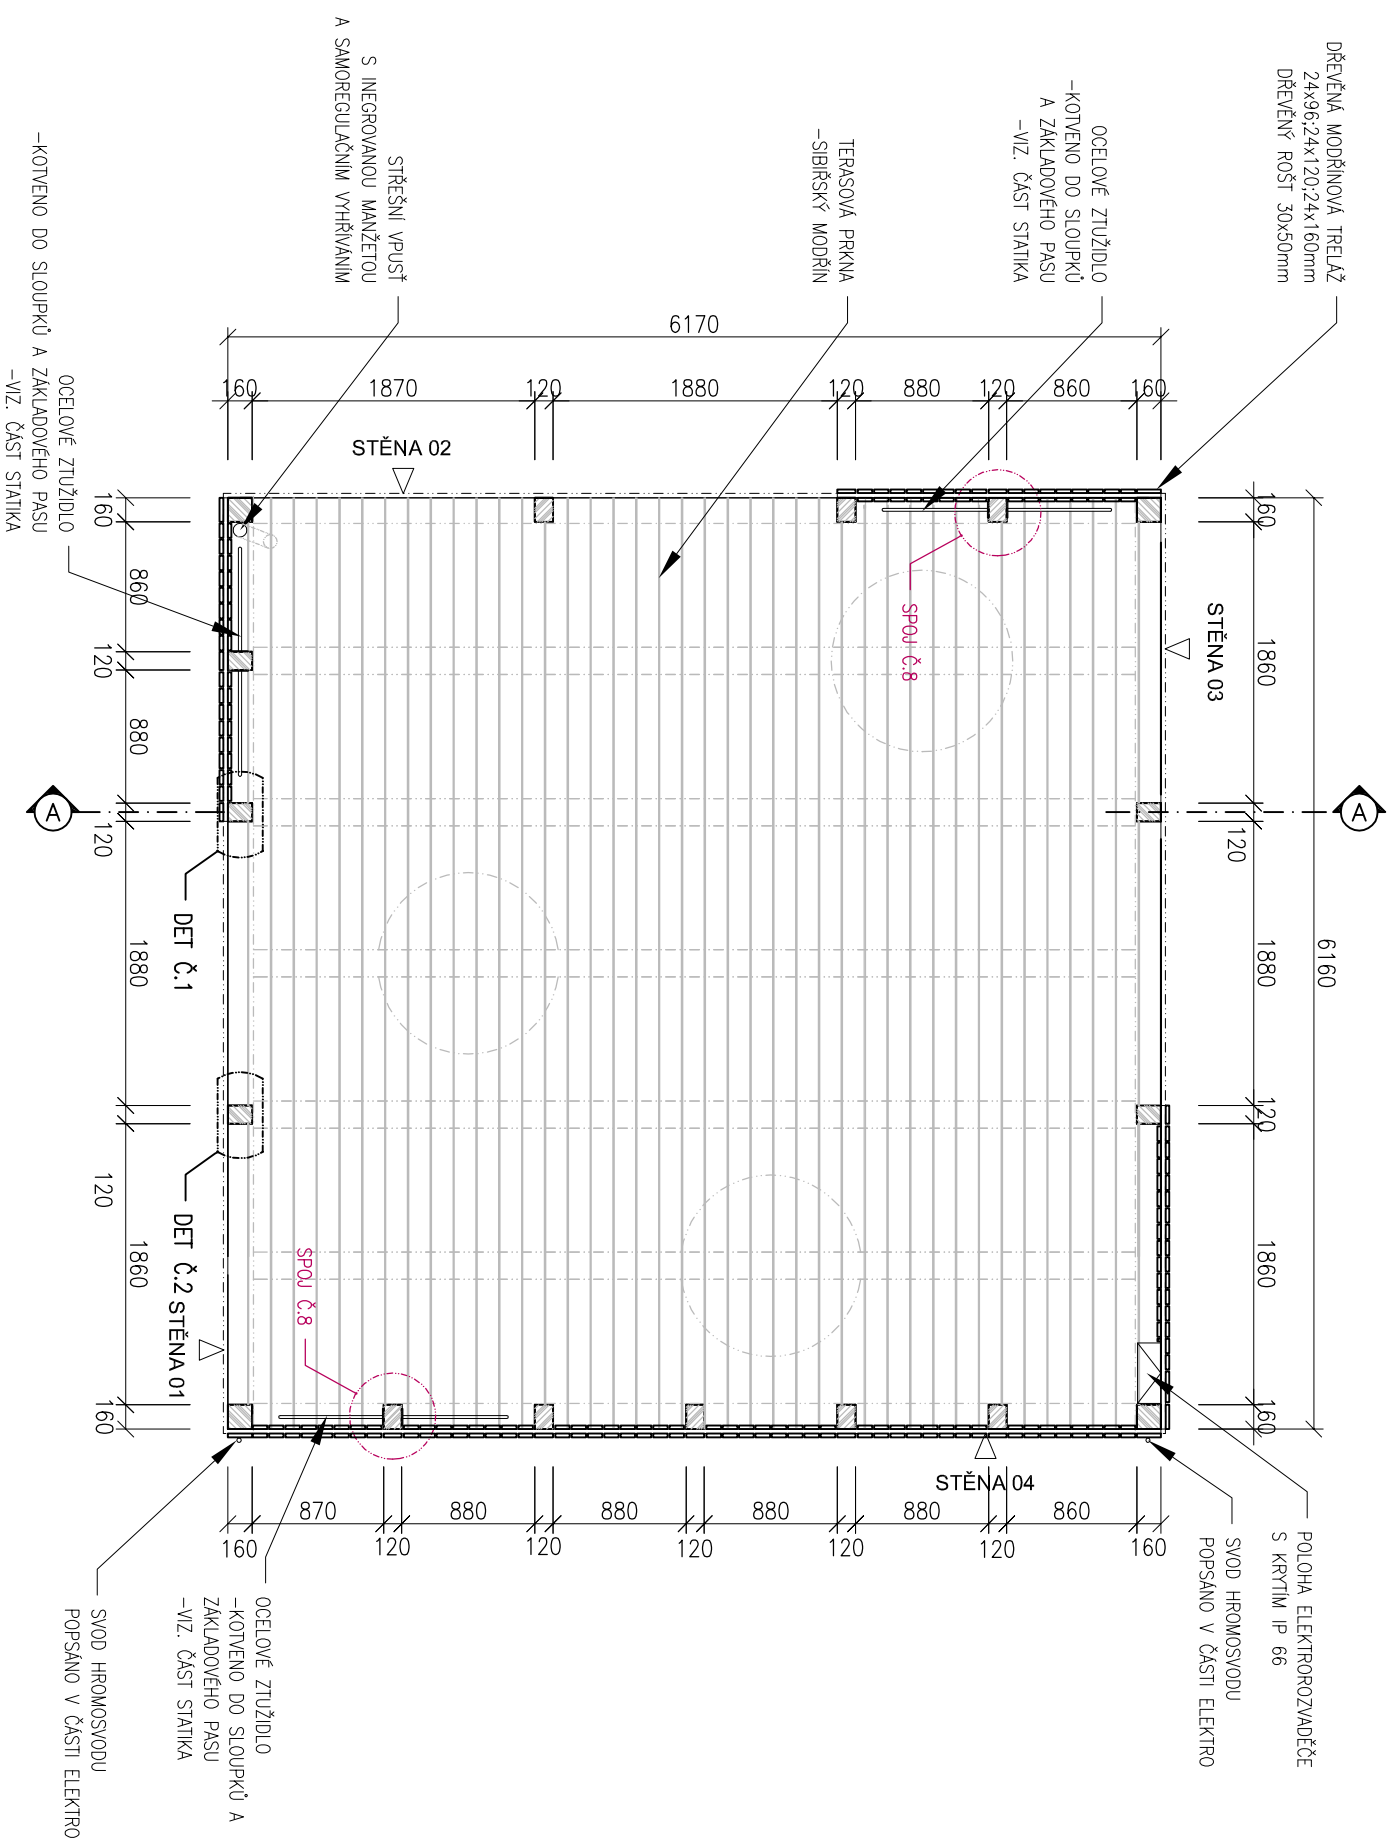 DŘEVĚNÁ MODŘÍNOVÁ TRELÁŽ
24x96;24x120;24x160mm
DŘEVĚNÝ ROŠT 30x50mm
OCELOVÉ ZTUŽIDLO
-KOTVENO DO SLOUPKŮ
A ZÁKLADOVÉHO PASU
-VIZ. ČÁST STATIKA
TERASOVÁ PRKNA
-SIBIŘSKÝ MODŘÍN
STŘEŠNÍ VPUSŤ
S INEGROVANOU MANŽETOU
A SAMOREGULAČNÍM VYHŘÍVÁNÍM
OCELOVÉ ZTUŽIDLO
-KOTVENO DO SLOUPKŮ A ZÁKLADOVÉHO PASU
-VIZ. ČÁST STATIKA
6170
160
1870
120
1880
120
880
120
860
160
STĚNA 02
STĚNA 03
160
1860
120
1880
120
1860
160
6160
A
A
SPOJ Č.8
160
860
120
880
120
1880
120
1860
160
DET Č.1
DET Č.2
STĚNA 01
SPOJ Č.8
STĚNA 04
870
880
880
880
880
860
160
120
120
120
120
120
160
POLOHA ELEKTROROZVADĚČE
S KRYTÍM IP 66
SVOD HROMOSVODU
POPSÁNO V ČÁSTI ELEKTRO
OCELOVÉ ZTUŽIDLO
-KOTVENO DO SLOUPKŮ A
ZÁKLADOVÉHO PASU
-VIZ. ČÁST STATIKA
SVOD HROMOSVODU
POPSÁNO V ČÁSTI ELEKTRO